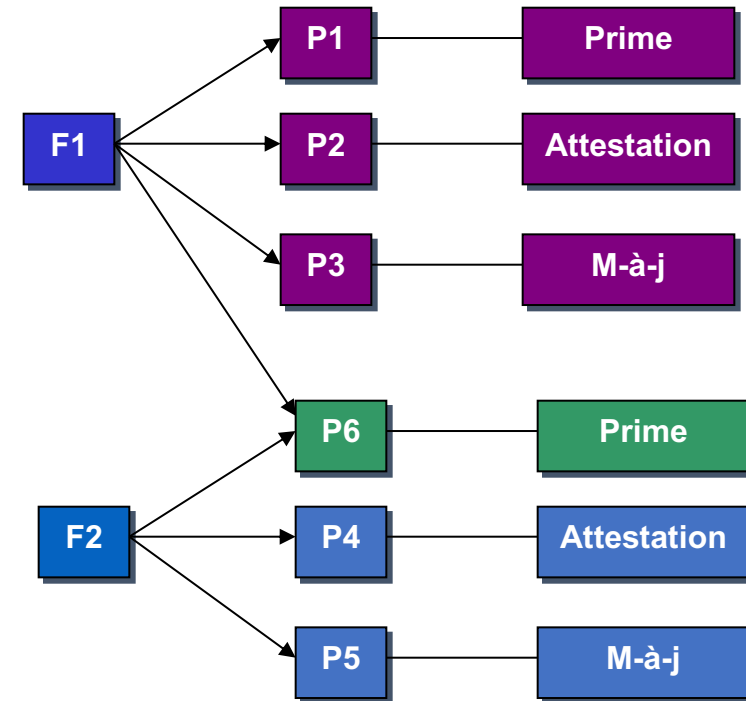 P1 Prime
F1 P2 Attestation
P3 M-à-j
P6 Prime
F2 P4 Attestation
P5 M-à-j